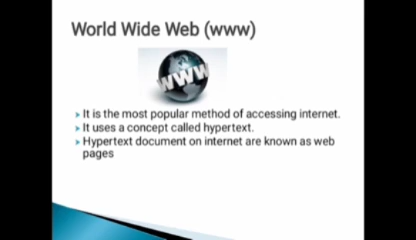 World Wide Web (www)
WWW
It is the most popular method of accessing internet.
It uses a concept called hypertext.
Hypertext document on internet are known as web
pages